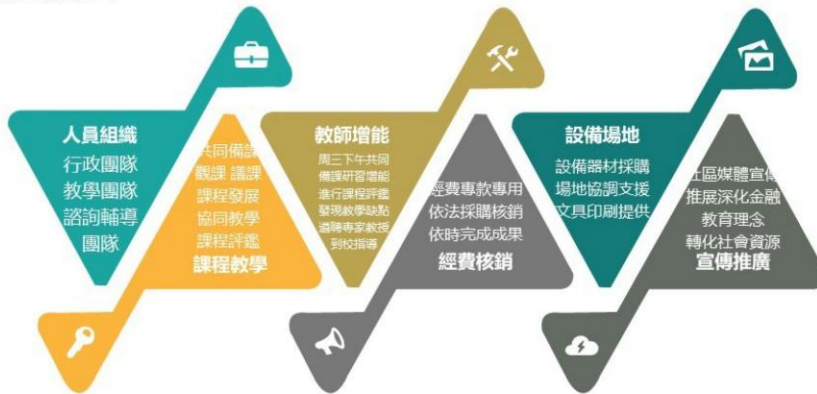 人員組織
行政團隊
教學團隊
諮詢輔導
團隊
共同備課
觀課 議課
課程發展
協同教學
課程評鑑
課程教學
教師增能
周三下午共同
備課研習增能
進行課程評鑑
發現教學缺點
遴聘專家教授
到校指導
經費專款專用
依法採購核銷
依時完成成果
經費核銷
設備場地
設備器材採購
場地協調支援
文具印刷提供
社區媒體宣傳
推展深化金融
教育理念
轉化社會資源
宣傳推廣